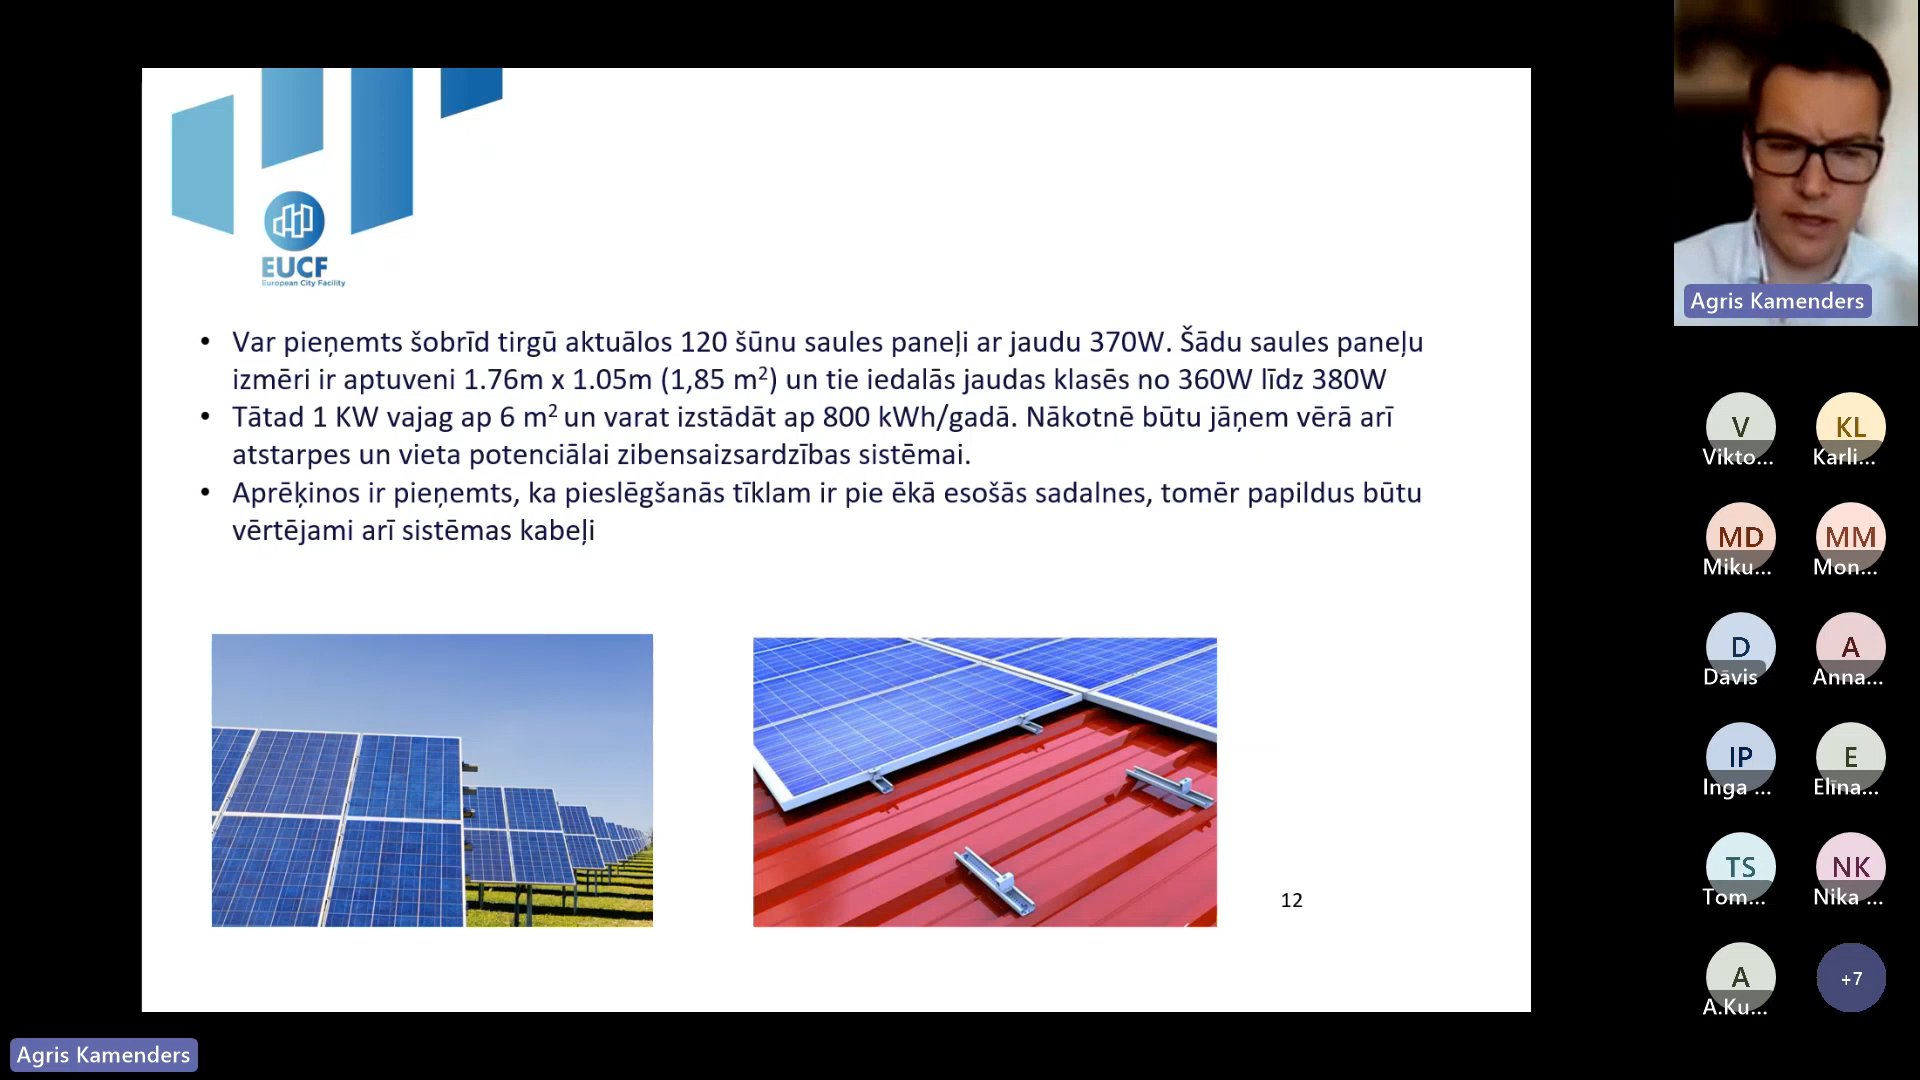 EUCF
European City Facility
• Var pieņemts šobrīd tirgū aktuālos 120 šūnu saules paneļi ar jaudu 370W. Šādu saules paneļu
izmēri ir aptuveni 1.76m x 1.05m (1,85 m²) un tie iedalās jaudas klasēs no 360W līdz 380W
• Tātad 1 KW vajag ap 6 m² un varat izstādāt ap 800 kWh/gadā. Nākotnē būtu jāņem vērā arī
atstarpes un vieta potenciālai zibensaizsardzības sistēmai.
• Aprēķinos ir pieņemts, ka pieslēgšanās tīklam ir pie ēkā esošās sadalnes, tomēr papildus būtu
vērtējami arī sistēmas kabeļi
12
Agris Kamenders
V KL
Vikto... Karli...
MD MM
Miku... Mon...
D A
Dāvis Anna...
IP E
Inga ... Elīna...
TS NK
Tom... Nika ...
A +7
A.Ku...
Agris Kamenders